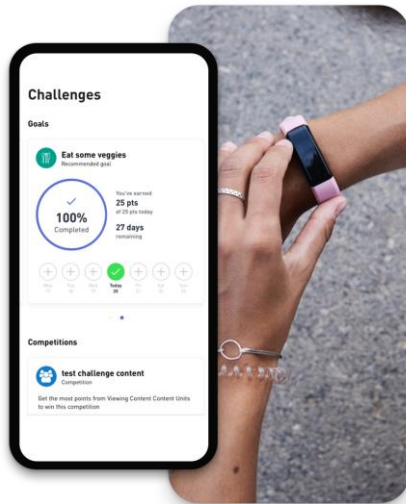 Challenges
Goals
Eat some veggies
Recommended goal
You've earned
25 pts
of 25 pts today
100%
Completed
27 days
remaining
Today
20
Competitions
test challenge content
Competition
Get the most points from Viewing Content Content Units
to win this competition